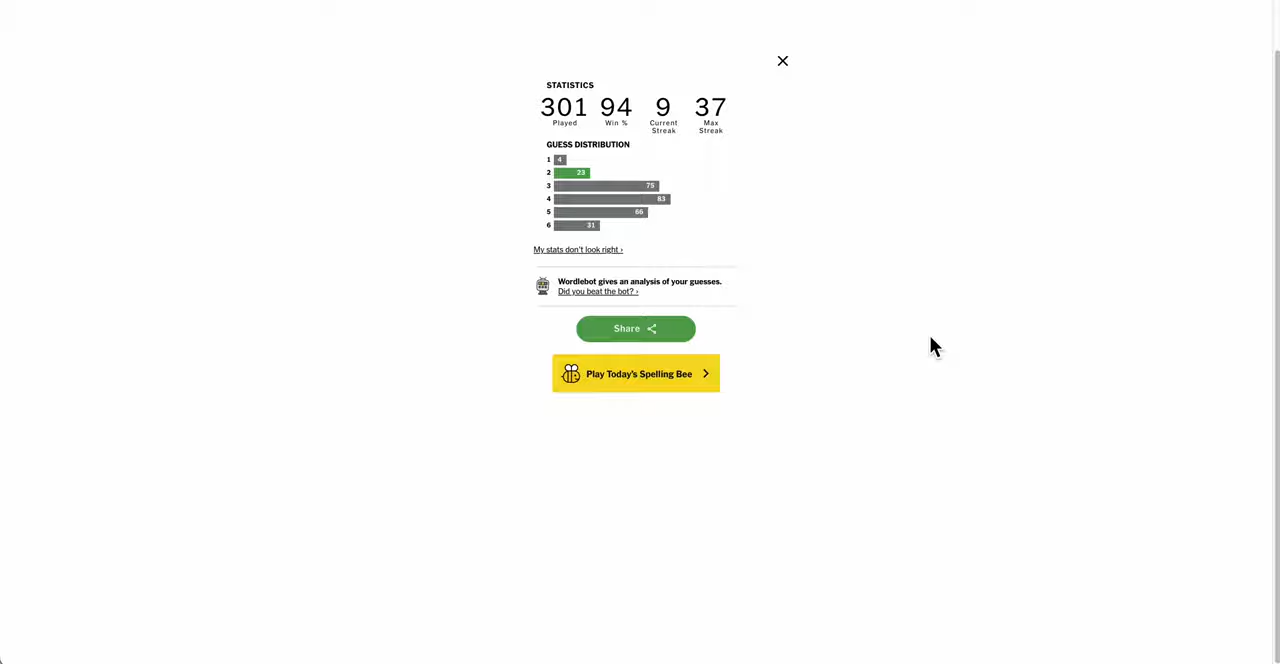 STATISTICS
301 94 9 37
Played Win % Current Streak Max Streak
GUESS DISTRIBUTION
1 4
2 23
3 75
4 83
5 66
6 31
My stats don't look right ›
Wordlebot gives an analysis of your guesses.
Did you beat the bot? ›
Share
Play Today's Spelling Bee